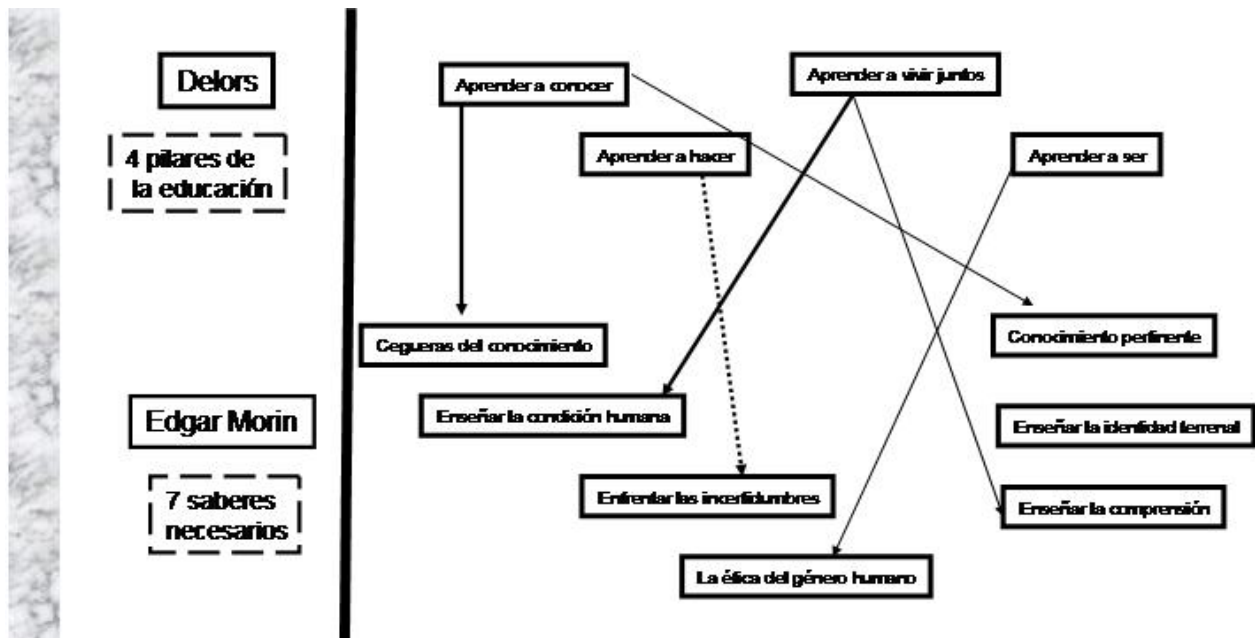 Delors
4 pilares de
la educación
Aprender a conocer
Aprender a vivir juntos
Aprender a hacer
Aprender a ser
Cegueras del conocimiento
Conocimiento pertinente
Edgar Morin
Enseñar la condición humana
Enseñar la identidad terrenal
7 saberes
necesarios
Enfrentar las incertidumbres
Enseñar la comprensión
La ética del género humano